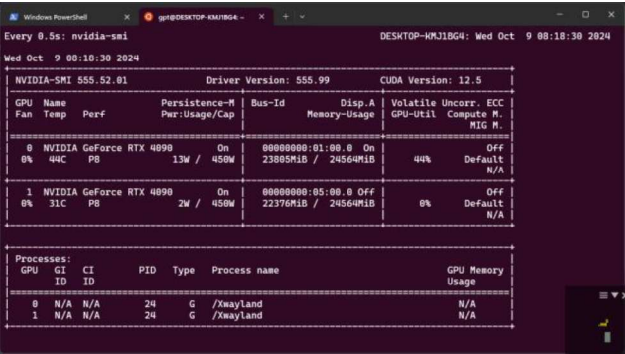 Windows PowerShell
gpt@DESKTOP-KMJ1BG4: ~
Every 0.5s: nvidia-smi DESKTOP-KMJ1BG4: Wed Oct 9 08:18:30 2024
Wed Oct 9 00:18:30 2024
NVIDIA-SMI 555.52.01 Driver Version: 555.99 CUDA Version: 12.5
GPU Name Persistence-M | Bus-Id Disp.A | Volatile Uncorr. ECC
Fan Temp Perf Pwr:Usage/Cap | Memory-Usage | GPU-Util Compute M.
MIG M.
0 NVIDIA GeForce RTX 4090 On | 00000000:01:00.0 On | Off
0% 44C P8 13W / 450W | 23805MiB / 24564MiB | 44% Default
N/A
1 NVIDIA GeForce RTX 4090 On | 00000000:05:00.0 Off | Off
0% 31C P8 2W / 450W | 22376MiB / 24564MiB | 0% Default
N/A
Processes:
GPU GI CI PID Type Process name GPU Memory
ID ID Usage
0 N/A N/A 24 G /Xwayland N/A
1 N/A N/A 24 G /Xwayland N/A